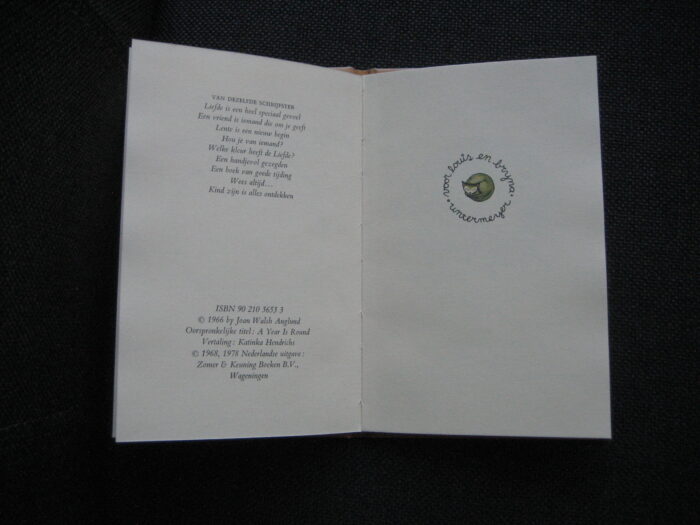 VAN DEZELFDE SCHRIJFSTER
Liefde is een heel speciaal gevoel
Een vriend is iemand die om je geeft
Lente is een nieuw begin
Hou je van iemand?
Welke kleur heeft de Liefde?
Een handjevol gezegden
Een boek van goede tijding
Wees altijd...
Kind zijn is alles ontdekken
ISBN 90 210 3653 3
© 1966 by Joan Walsh Anglund
Oorspronkelijke titel: A Year Is Round
Vertaling: Katinka Hendrichs
© 1968, 1978 Nederlandse uitgave:
Zomer & Keuning Boeken B.V.,
Wageningen
voor louis en bryna
untermeyer